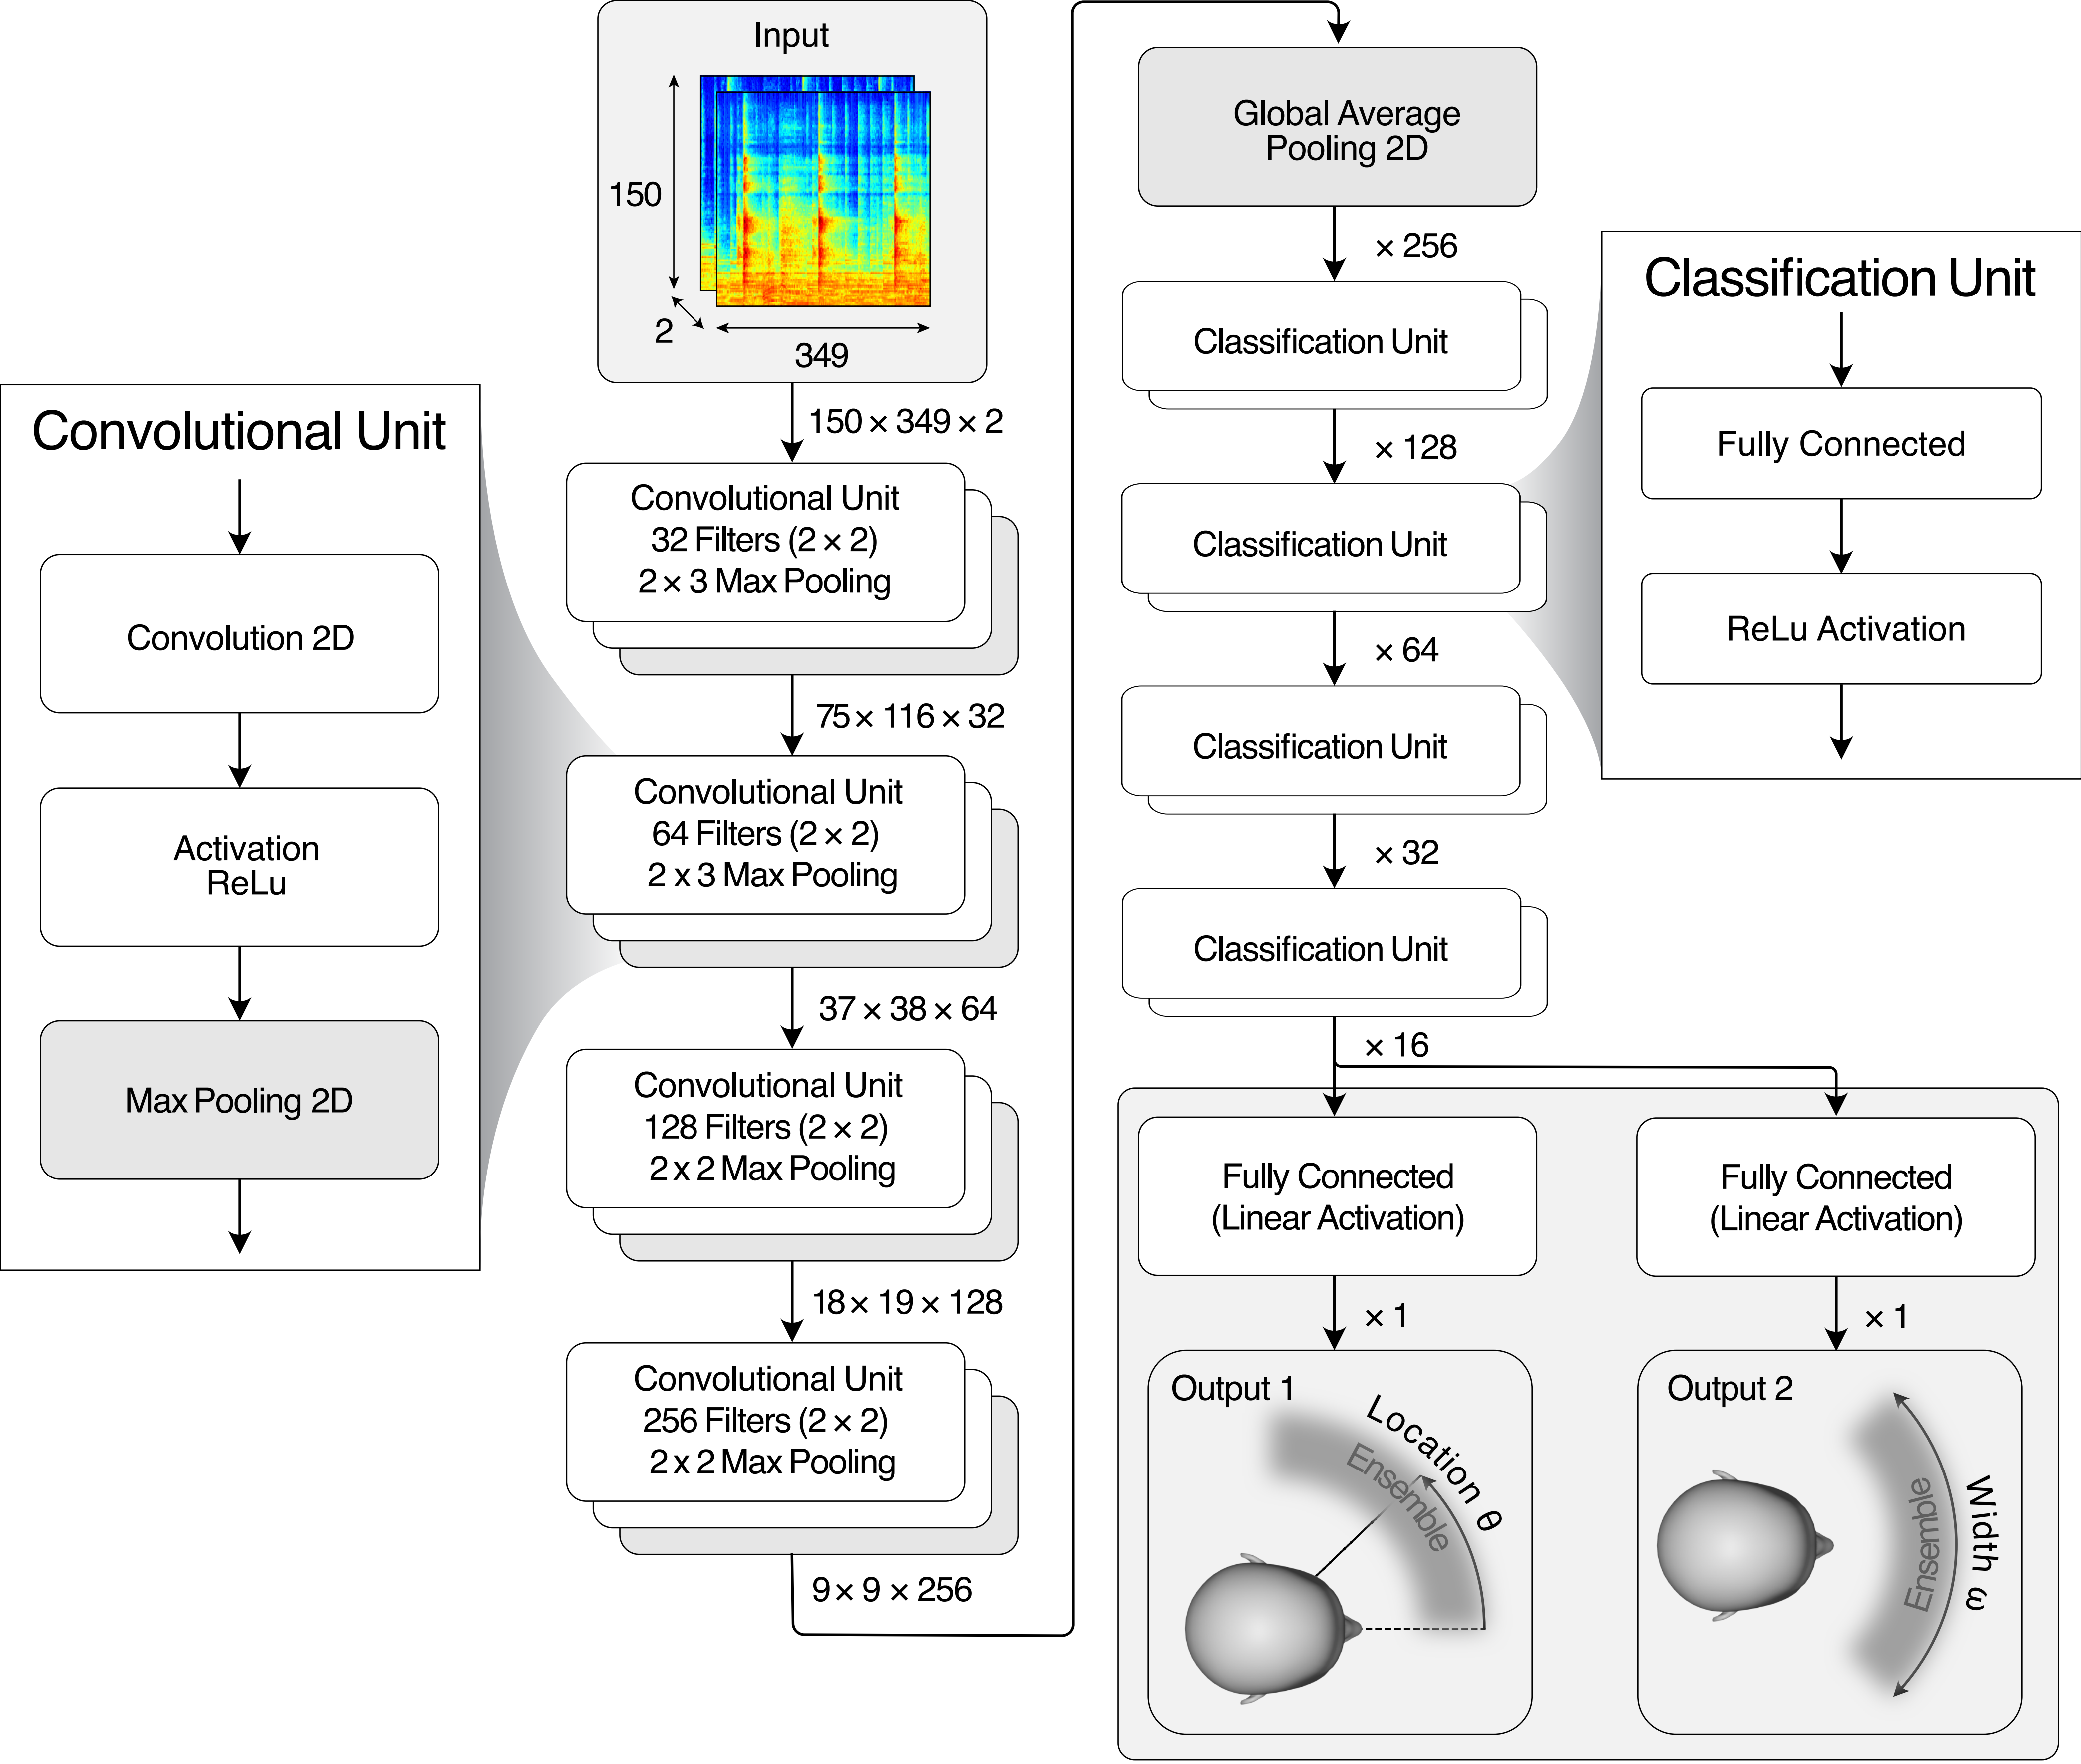 Input
150
2
349
150 × 349 × 2
Convolutional Unit
Convolution 2D
Activation
ReLu
Max Pooling 2D
Convolutional Unit
32 Filters (2 × 2)
2 × 3 Max Pooling
75 × 116 × 32
Convolutional Unit
64 Filters (2 × 2)
2 x 3 Max Pooling
37 × 38 × 64
Convolutional Unit
128 Filters (2 × 2)
2 x 2 Max Pooling
18 × 19 × 128
Convolutional Unit
256 Filters (2 × 2)
2 x 2 Max Pooling
9 × 9 × 256
Global Average
Pooling 2D
× 256
Classification Unit
× 128
Classification Unit
× 64
Classification Unit
× 32
Classification Unit
× 16
Classification Unit
Fully Connected
ReLu Activation
Fully Connected
(Linear Activation)
× 1
Output 1
Location θ
Ensemble
Fully Connected
(Linear Activation)
× 1
Output 2
Ensemble
Width ω